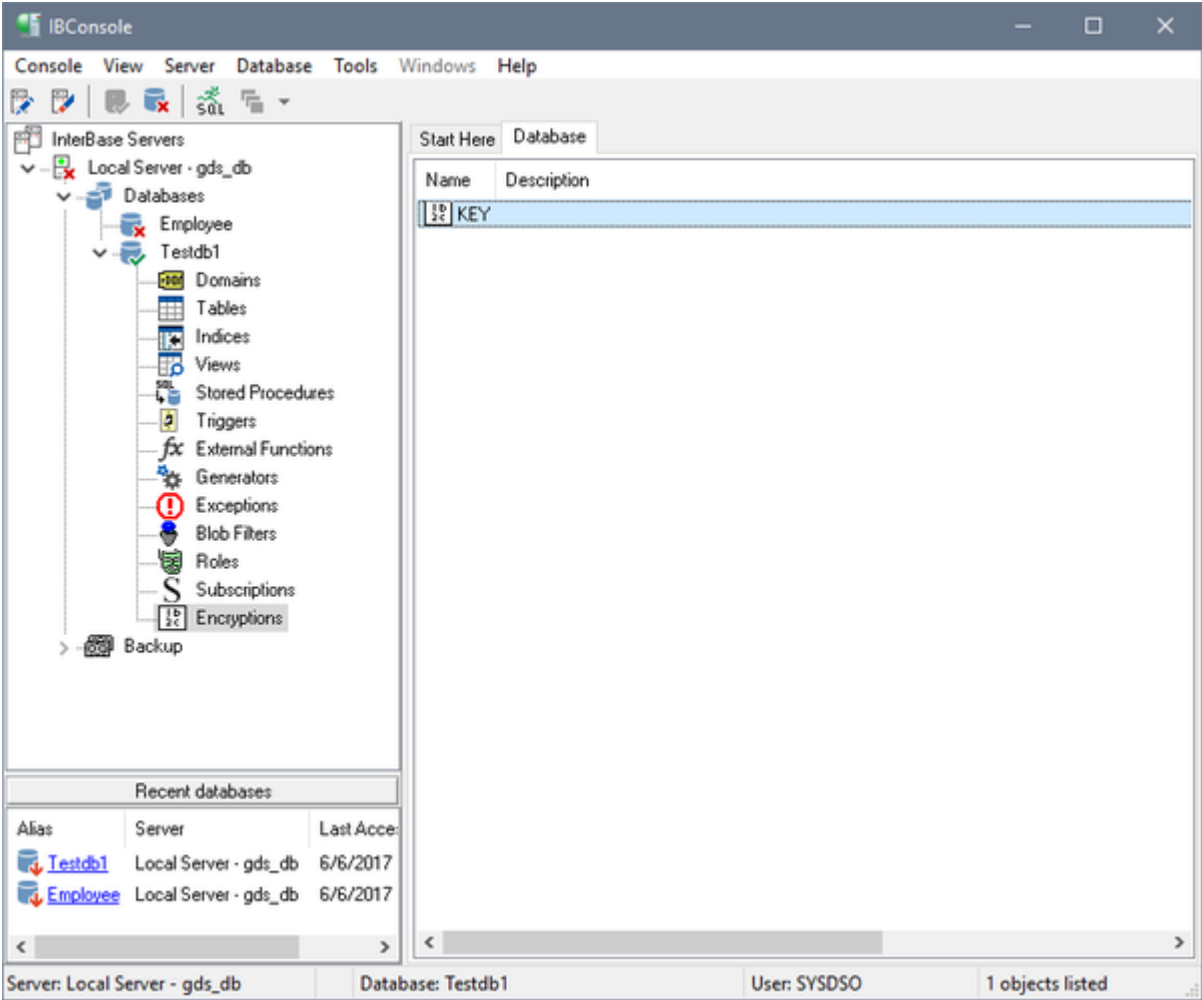 IBConsole
Console View Server Database Tools Windows Help
SQL
InterBase Servers
Local Server - gds_db
Databases
Employee
Testdb1
Domains
Tables
Indices
Views
SQL
Stored Procedures
Triggers
fx External Functions
Generators
Exceptions
Blob Filters
Roles
S Subscriptions
Encryptions
Backup
Start Here Database
Name Description
KEY
Recent databases
Alias Server Last Acce
Testdb1 Local Server - gds_db 6/6/2017
Employee Local Server - gds_db 6/6/2017
Server: Local Server - gds_db Database: Testdb1 User: SYSDSO 1 objects listed